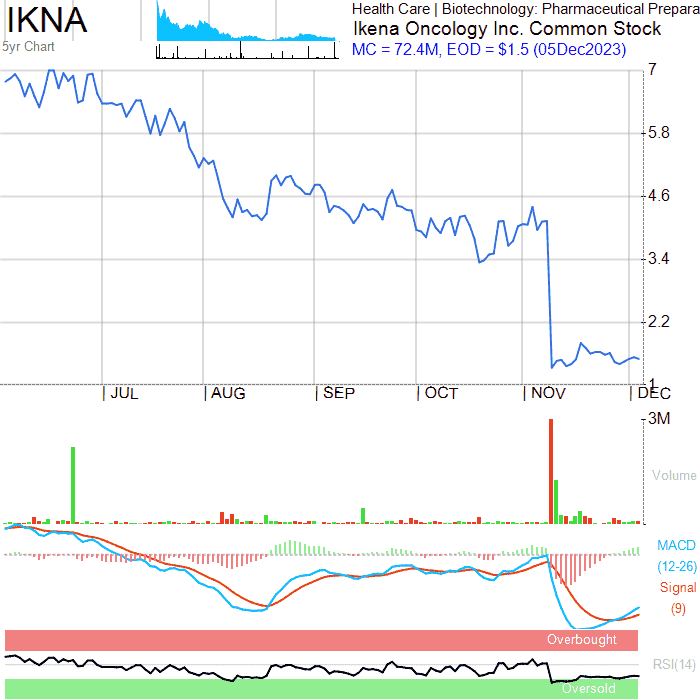 IKNA
5yr Chart
Health Care | Biotechnology: Pharmaceutical Prepara
Ikena Oncology Inc. Common Stock
MC = 72.4M, EOD = $1.5 (05Dec2023)
7
5.8
4.6
3.4
2.2
1
JUL AUG SEP OCT NOV DEC
3M
Volume
MACD
(12-26)
Signal
(9)
Overbought
RSI(14)
Oversold